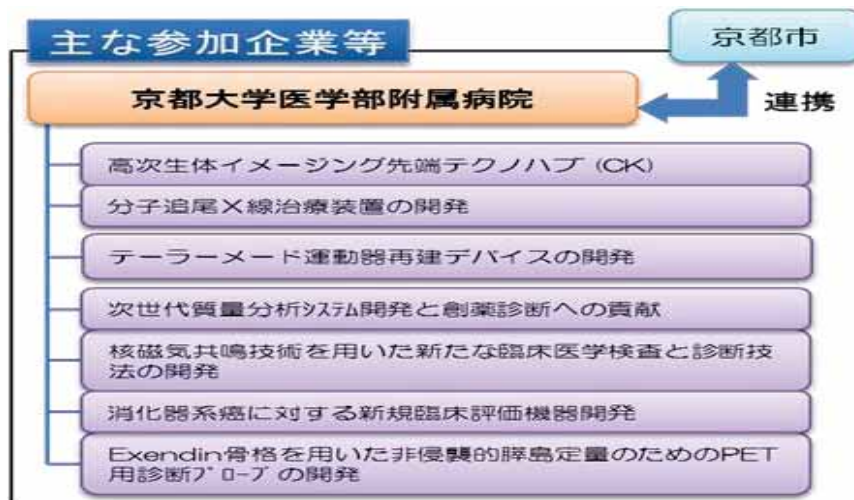 主な参加企業等
京都市
京都大学医学部附属病院
連携
高次生体イメージング先端テクノハブ (CK)
分子追尾X線治療装置の開発
テーラーメード運動器再建デバイスの開発
次世代質量分析ｼｽﾃﾑ開発と創薬診断への貢献
核磁気共鳴技術を用いた新たな臨床医学検査と診断技
法の開発
消化器系癌に対する新規臨床評価機器開発
Exendin骨格を用いた非侵襲的膵島定量のためのPET
用診断ﾌﾟﾛｰﾌﾞの開発